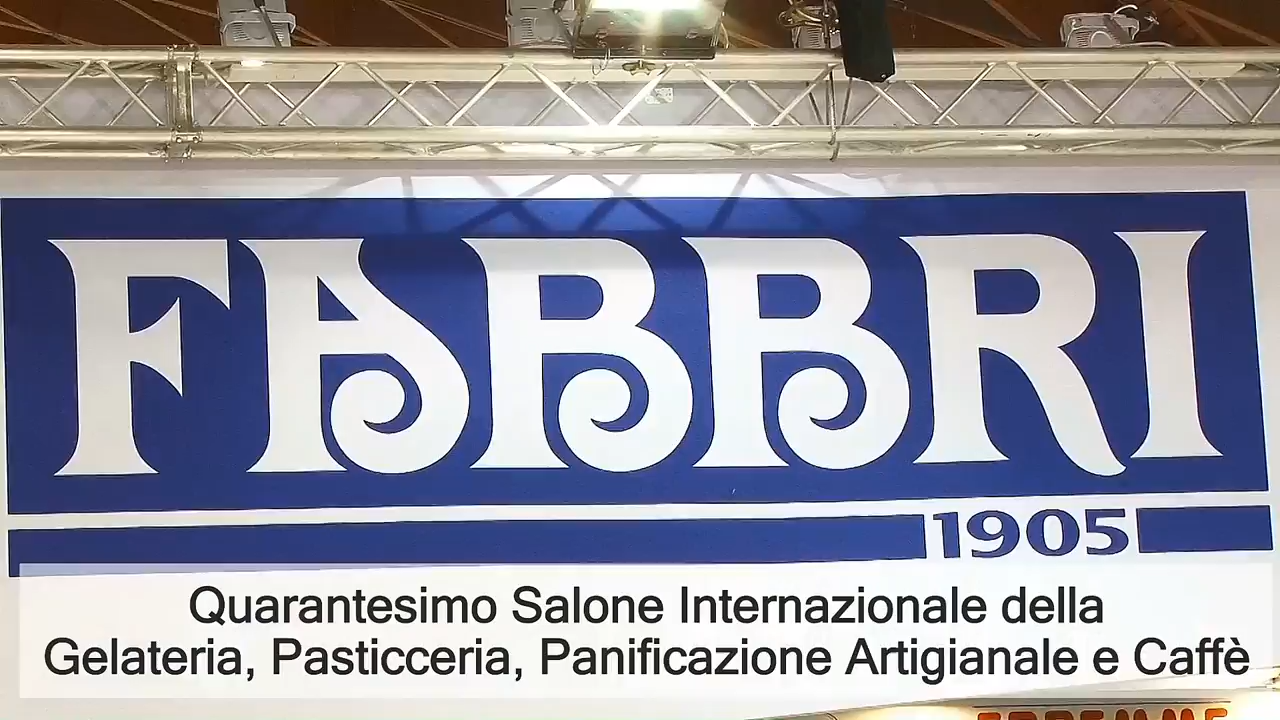 FABBRI
1905
Quarantesimo Salone Internazionale della
Gelateria, Pasticceria, Panificazione Artigianale e Caffè